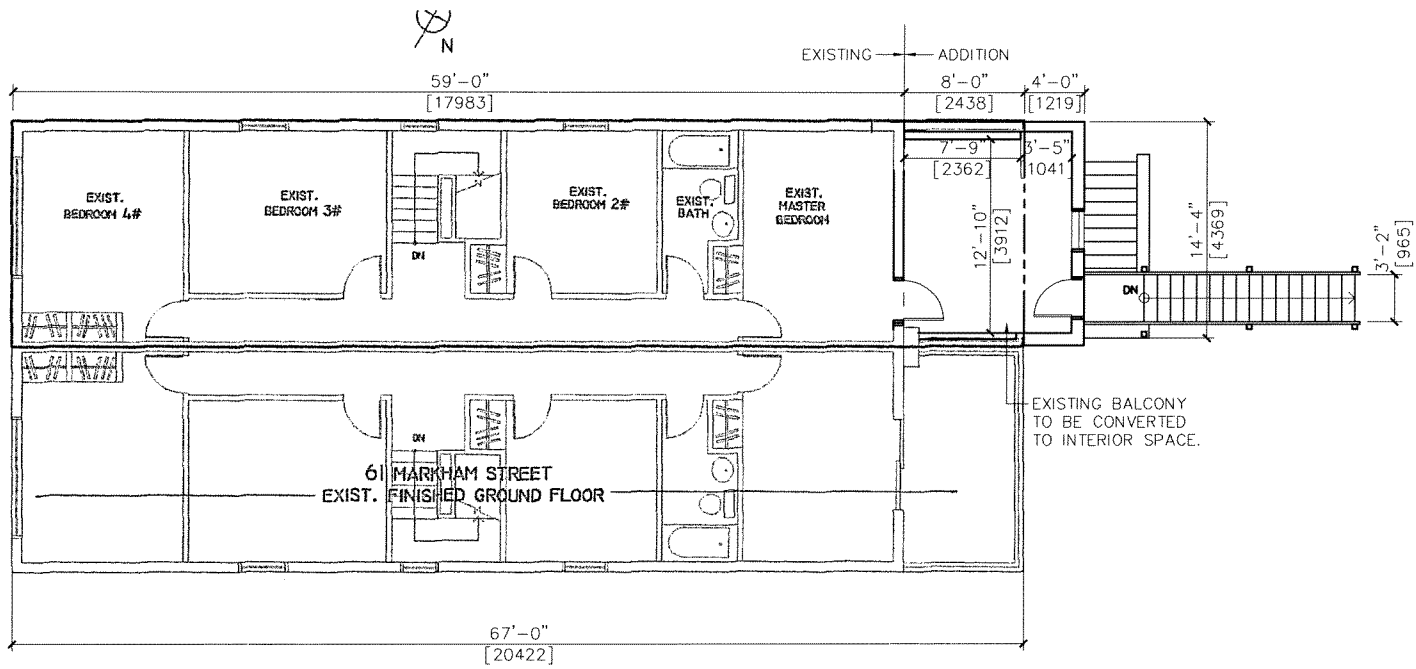 N
EXISTING
ADDITION
59'-0"
[17983]
8'-0"
[2438]
4'-0"
[1219]
7'-9"
[2362]
3'-5"
1041
EXIST.
BEDROOM 4#
EXIST.
BEDROOM 3#
EXIST.
BEDROOM 2#
EXIST.
BATH
EXIST.
MASTER
BEDROOM
12'-10"
[3912]
14'-4"
[4369]
3'-2"
[965]
DN
DN
EXISTING BALCONY
TO BE CONVERTED
TO INTERIOR SPACE.
DN
61 MARKHAM STREET
EXIST. FINISHED GROUND FLOOR
67'-0"
[20422]